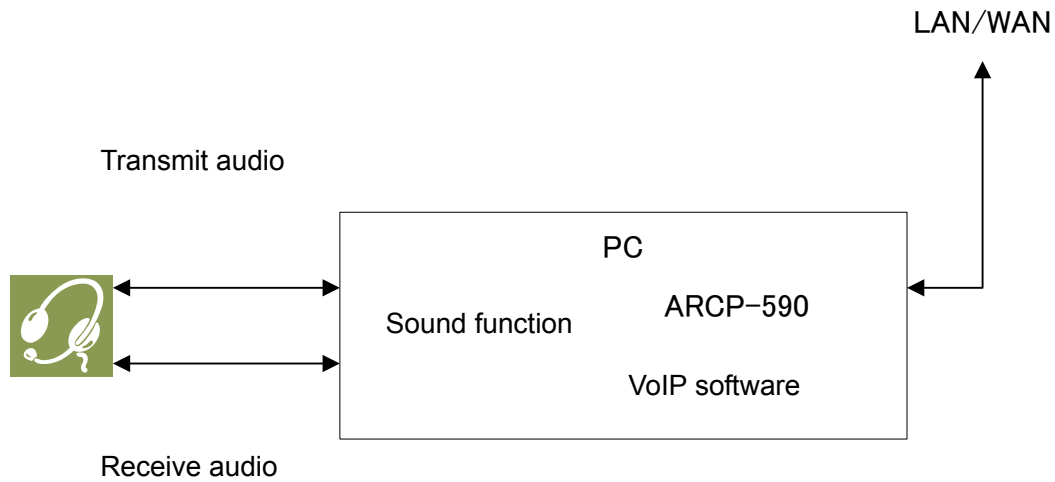 LAN/WAN
Transmit audio
PC
ARCP-590
Sound function
VoIP software
Receive audio